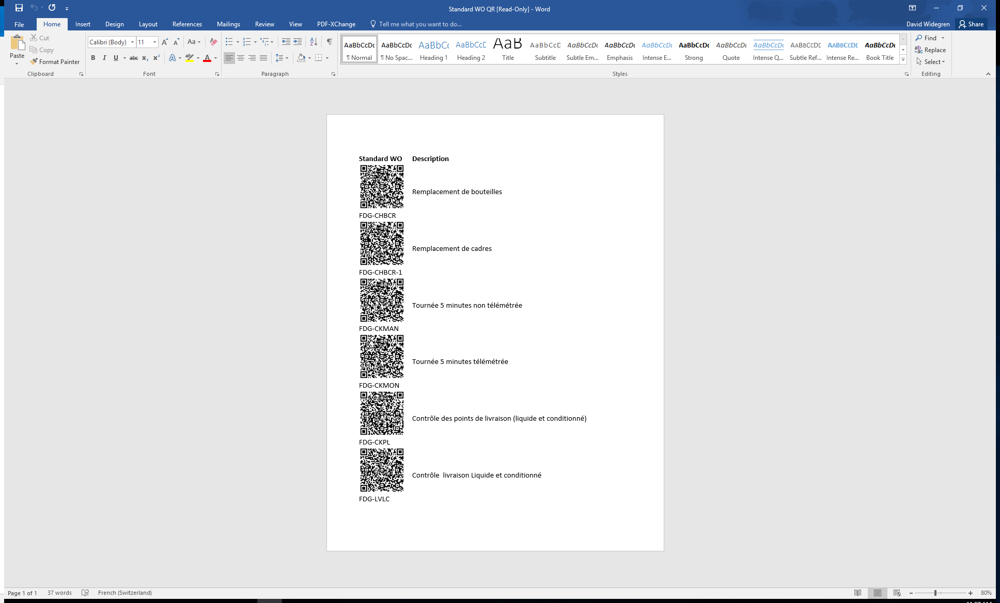 Standard WO QR [Read-Only] - Word
File Home Insert Design Layout References Mailings Review View PDF-XChange Tell me what you want to do... David Widegren Share
Paste
Cut
Copy
Format Painter
Clipboard
Calibri (Body) 11
Font
Paragraph
AaBbCcDc AaBbCcDc AaBbC AaBbCcD AaB AaBbCcD AaBbCcDc AaBbCcDc AaBbCcDc AaBbCcDc AaBbCcDc AaBbCcDc AABBCCDE AABBCCDE AaBbCcDc
¶ Normal ¶ No Spac... Heading 1 Heading 2 Title Subtitle Subtle Em... Emphasis Intense E... Strong Quote Intense Q... Subtle Ref... Intense Re... Book Title
Styles
Find
Replace
Select
Editing
Standard WO Description
Remplacement de bouteilles
FDG-CHBCR
Remplacement de cadres
FDG-CHBCR-1
Tournée 5 minutes non télémétrée
FDG-CKMAN
Tournée 5 minutes télémétrée
FDG-CKMON
Contrôle des points de livraison (liquide et conditionné)
FDG-CKPL
Contrôle  livraison Liquide et conditionné
FDG-LVLC
Page 1 of 1 37 words French (Switzerland) 80%